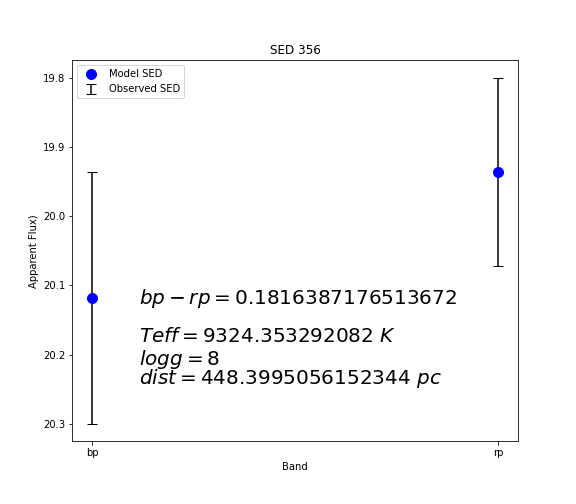 SED 356
Model SED
Observed SED
19.8
19.9
20.0
20.1
20.2
20.3
Apparent Flux)
bp − rp = 0.1816387176513672
Teff = 9324.353292082 K
logg = 8
dist = 448.3995056152344 pc
bp
rp
Band